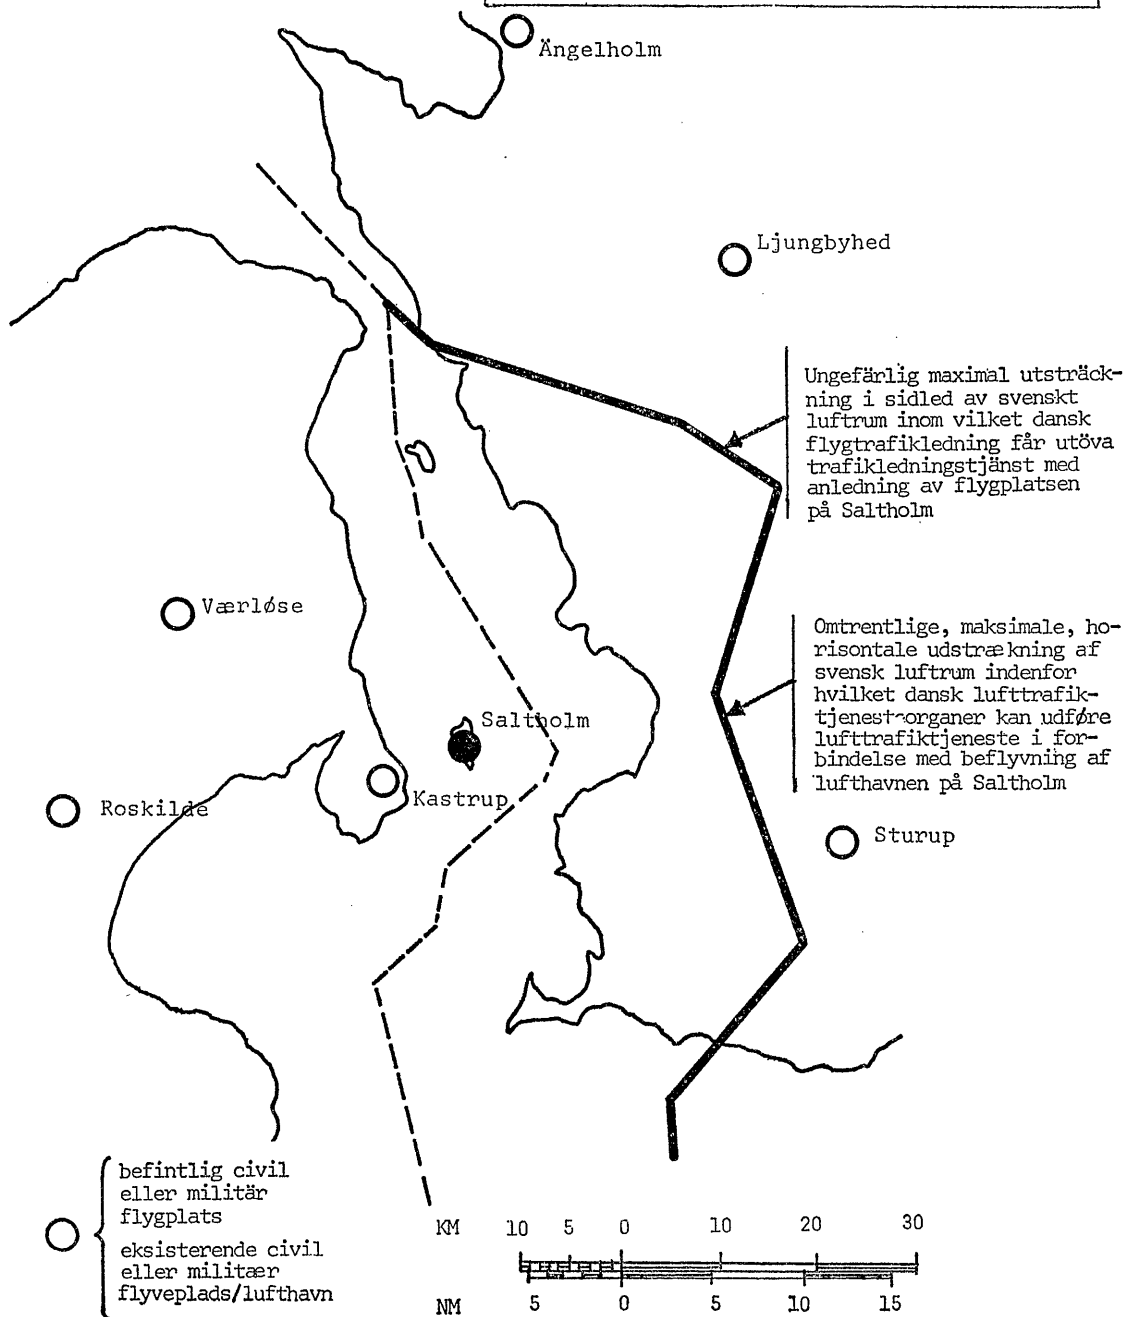 Ängelholm
Ljungbyhed
Ungefärlig maximal utsträck-
ning i sidled av svenskt
luftrum inom vilket dansk
flygtrafikledning får utöva
trafikledningstjänst med
anledning av flygplatsen
på Saltholm
Værløse
Omtrentlige, maksimale, ho-
risontale udstrækning af
svensk luftrum indenfor
hvilket dansk lufttrafik-
tjenesteorganer kan udføre
lufttrafiktjeneste i for-
bindelse med beflyvning af
lufthavnen på Saltholm
Saltholm
Kastrup
Roskilde
Sturup
befintlig civil
eller militär
flygplats
eksisterende civil
eller militær
flyveplads/lufthavn
KM 10 5 0 10 20 30
NM 5 0 5 10 15